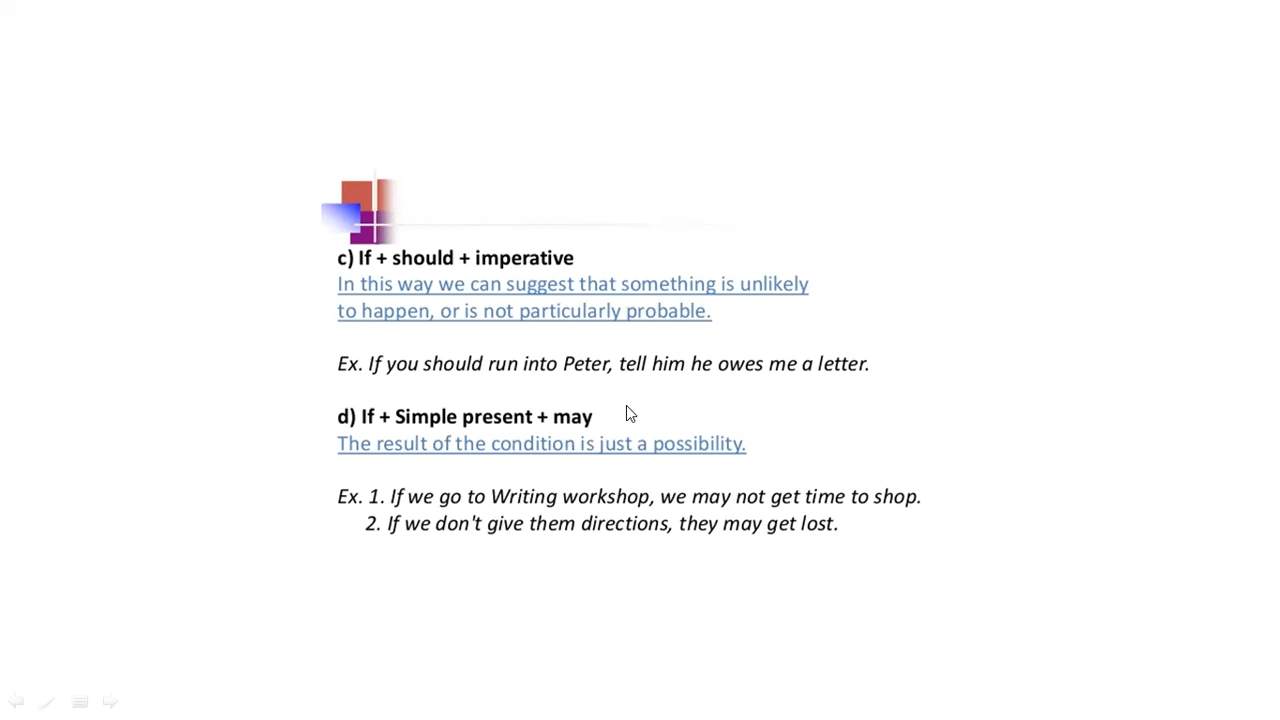 c) If + should + imperative
In this way we can suggest that something is unlikely
to happen, or is not particularly probable.
Ex. If you should run into Peter, tell him he owes me a letter.
d) If + Simple present + may
The result of the condition is just a possibility.
Ex. 1. If we go to Writing workshop, we may not get time to shop.
2. If we don't give them directions, they may get lost.